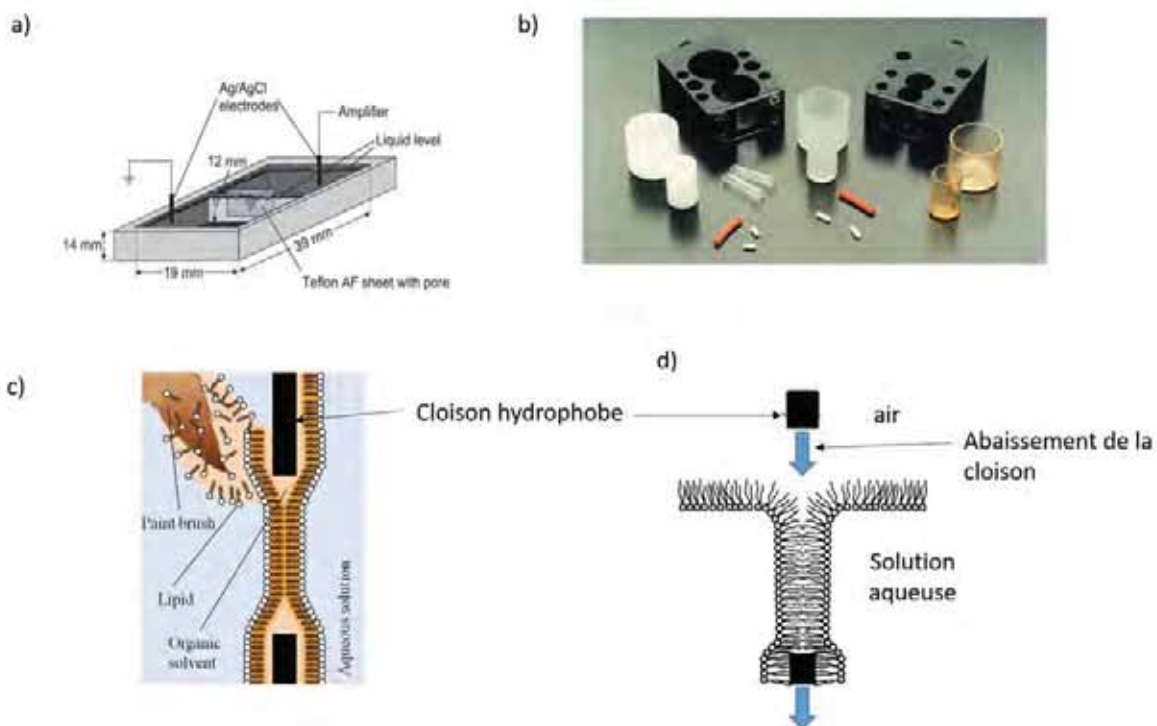 a)
b)
Ag/AgCl
electrodes
Amplifier
Liquid level
12 mm
14 mm
39 mm
19 mm
Teflon AF sheet with pore
c)
d)
Cloison hydrophobe
air
Abaissement de la
cloison
Paint brush
Lipid
Organic
solvent
Aqueous solution
Solution
aqueuse